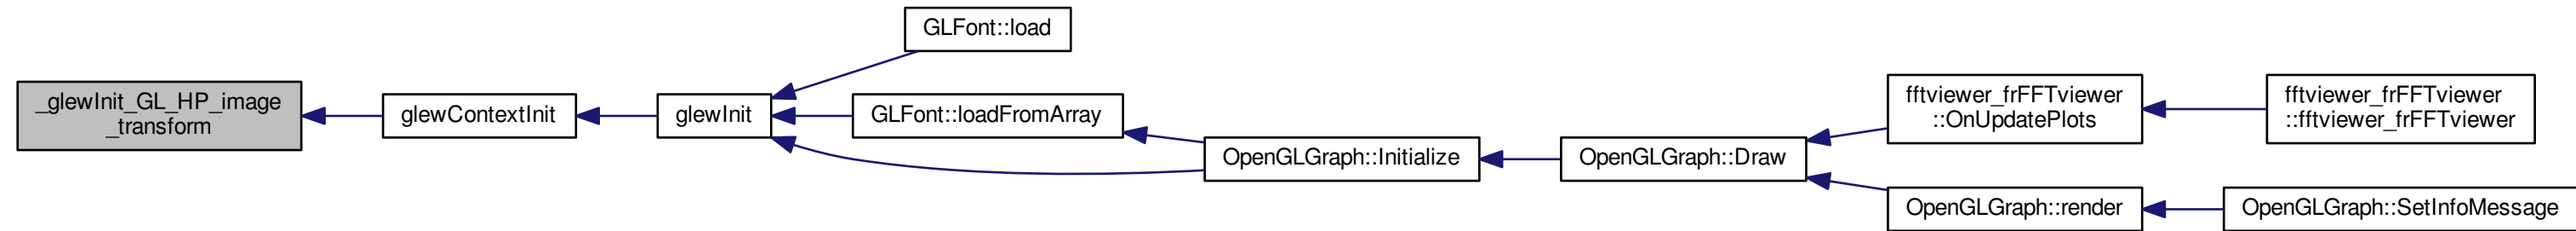 GLFont::load
_glewInit_GL_HP_image
_transform
glewContextInit
glewInit
GLFont::loadFromArray
OpenGLGraph::Initialize
OpenGLGraph::Draw
fftviewer_frFFTviewer
::OnUpdatePlots
fftviewer_frFFTviewer
::fftviewer_frFFTviewer
OpenGLGraph::render
OpenGLGraph::SetInfoMessage